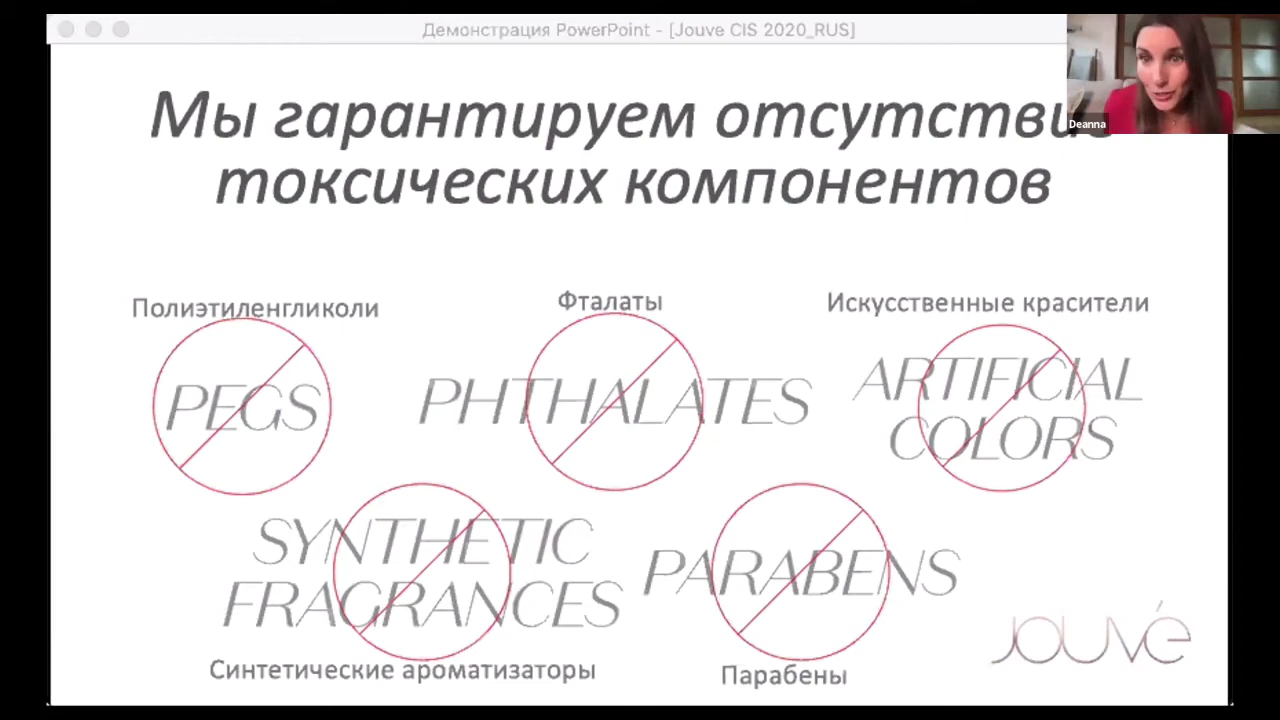 Демонстрация PowerPoint - [Jouve CIS 2020_RUS]
Deanna
Мы гарантируем отсутствие
токсических компонентов
Полиэтиленгликоли
Фталаты
Искусственные красители
PEGS
PHTHALATES
ARTIFICIAL
COLORS
SYNTHETIC
FRAGRANCES
PARABENS
Синтетические ароматизаторы
Парабены
JOUVÉ